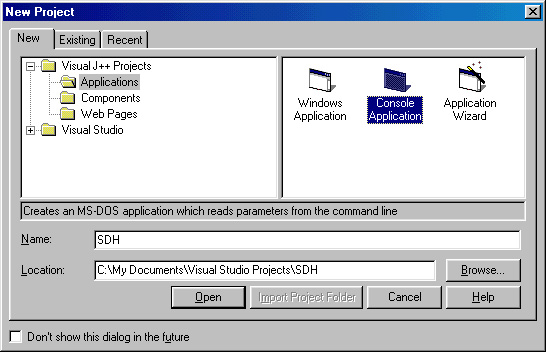 New Project
New Existing Recent
Visual J++ Projects
Applications
Components
Web Pages
Visual Studio
Windows Application
Console Application
Application Wizard
Creates an MS-DOS application which reads parameters from the command line
Name: SDH
Location: C:\My Documents\Visual Studio Projects\SDH Browse...
Open Import Project Folder Cancel Help
Don't show this dialog in the future